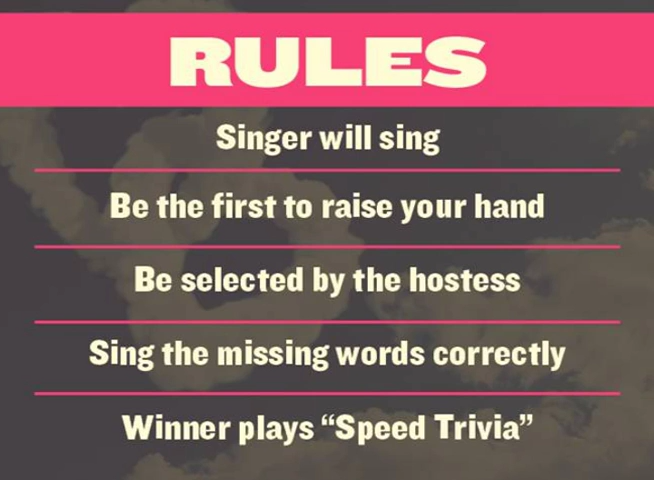 RULES
Singer will sing
Be the first to raise your hand
Be selected by the hostess
Sing the missing words correctly
Winner plays “Speed Trivia”